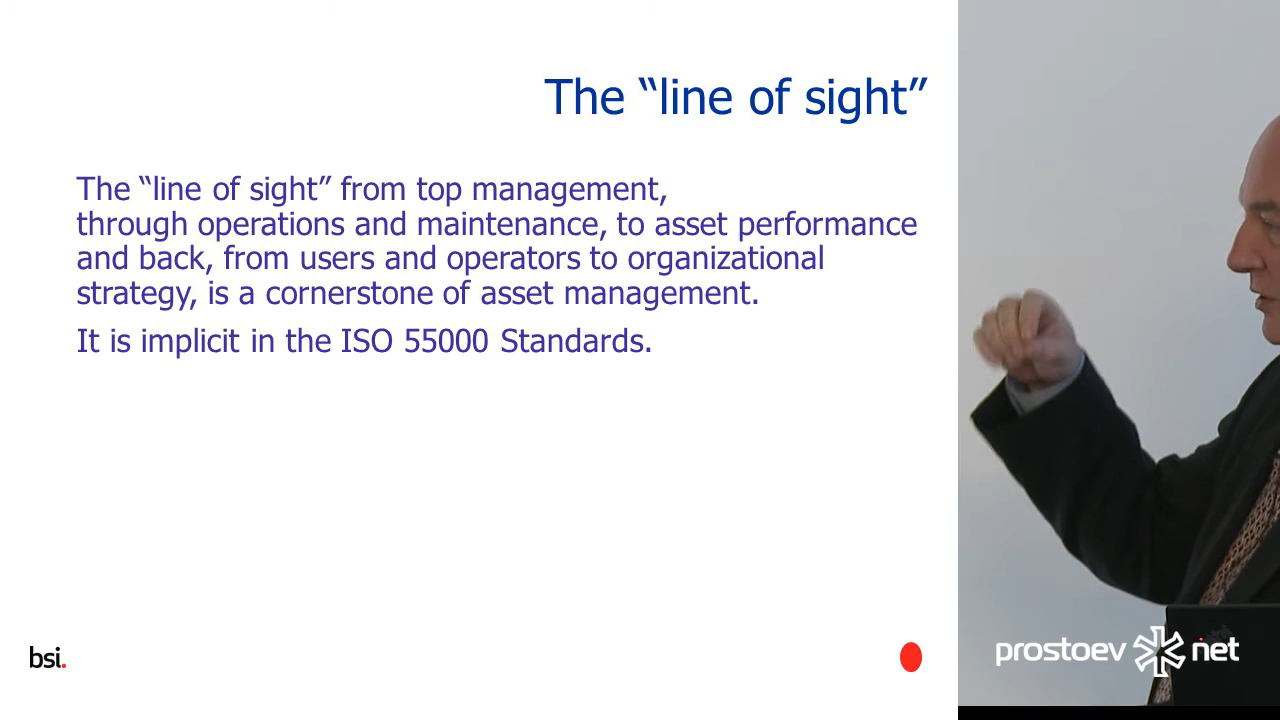 The “line of sight”
The “line of sight” from top management,
through operations and maintenance, to asset performance
and back, from users and operators to organizational
strategy, is a cornerstone of asset management.
It is implicit in the ISO 55000 Standards.
bsi.
prostoev net